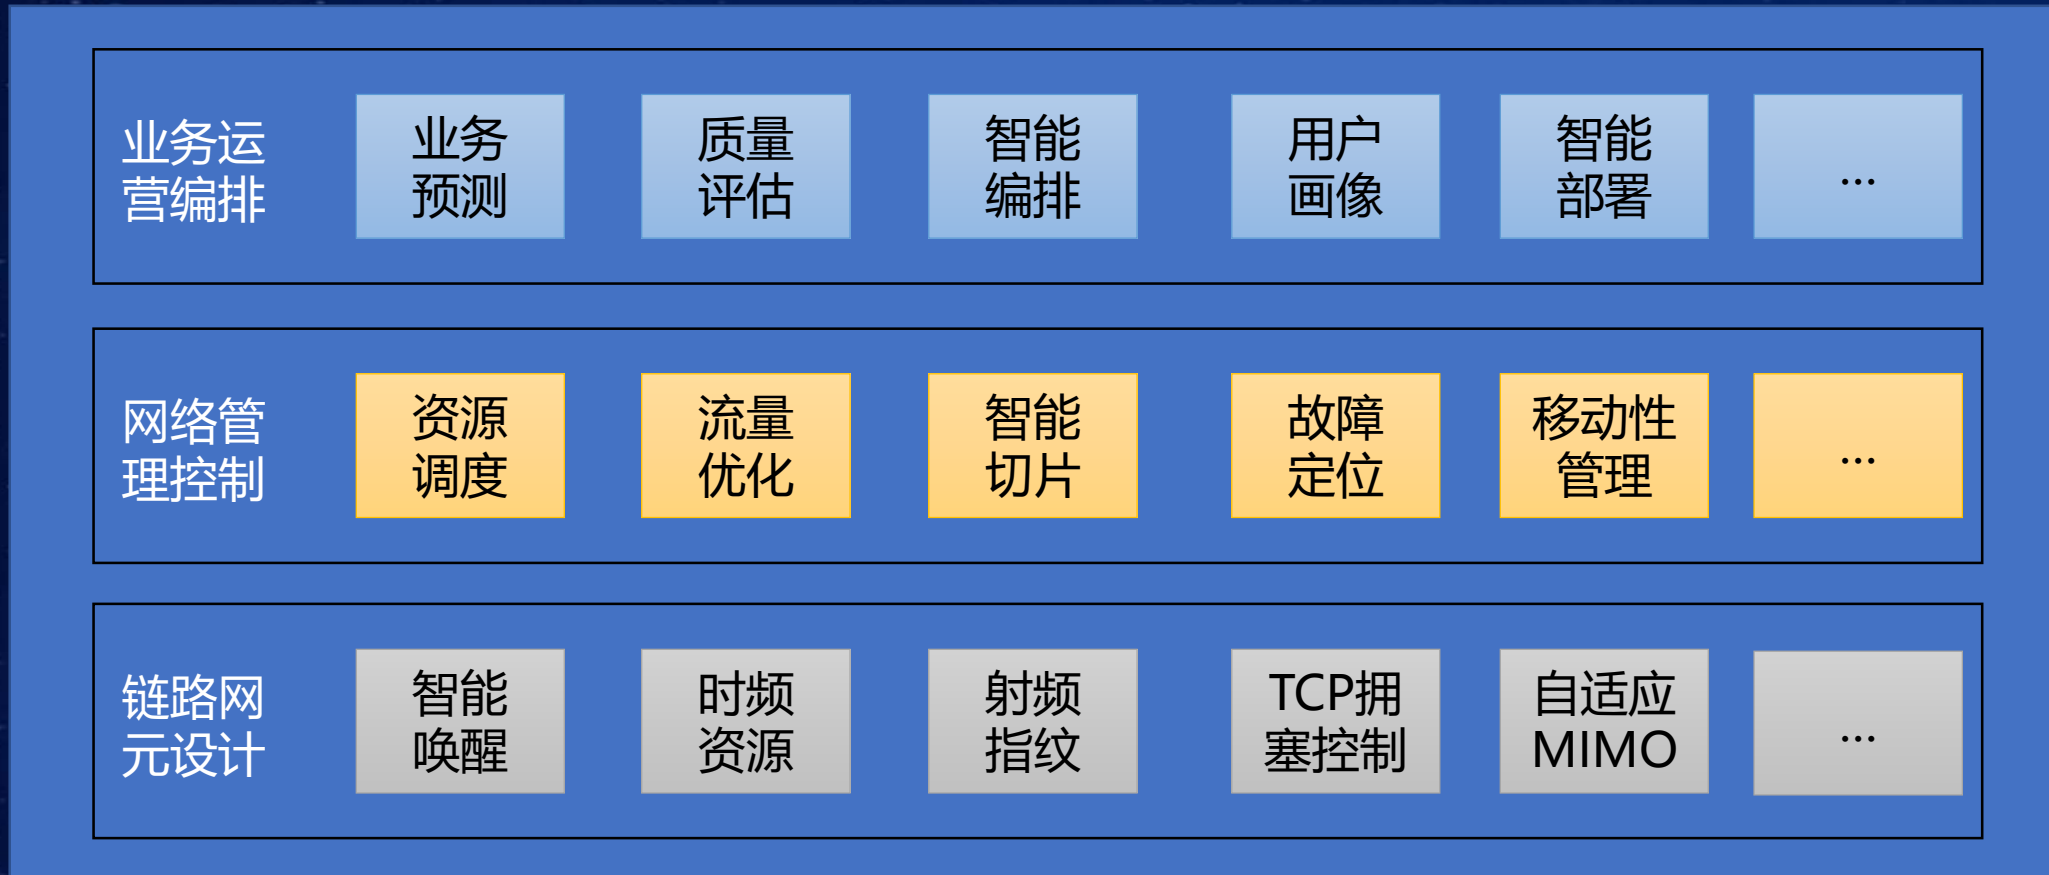 业务运
营编排
业务
预测
质量
评估
智能
编排
用户
画像
智能
部署
...
网络管
理控制
资源
调度
流量
优化
智能
切片
故障
定位
移动性
管理
...
链路网
元设计
智能
唤醒
时频
资源
射频
指纹
TCP拥
塞控制
自适应
MIMO
...